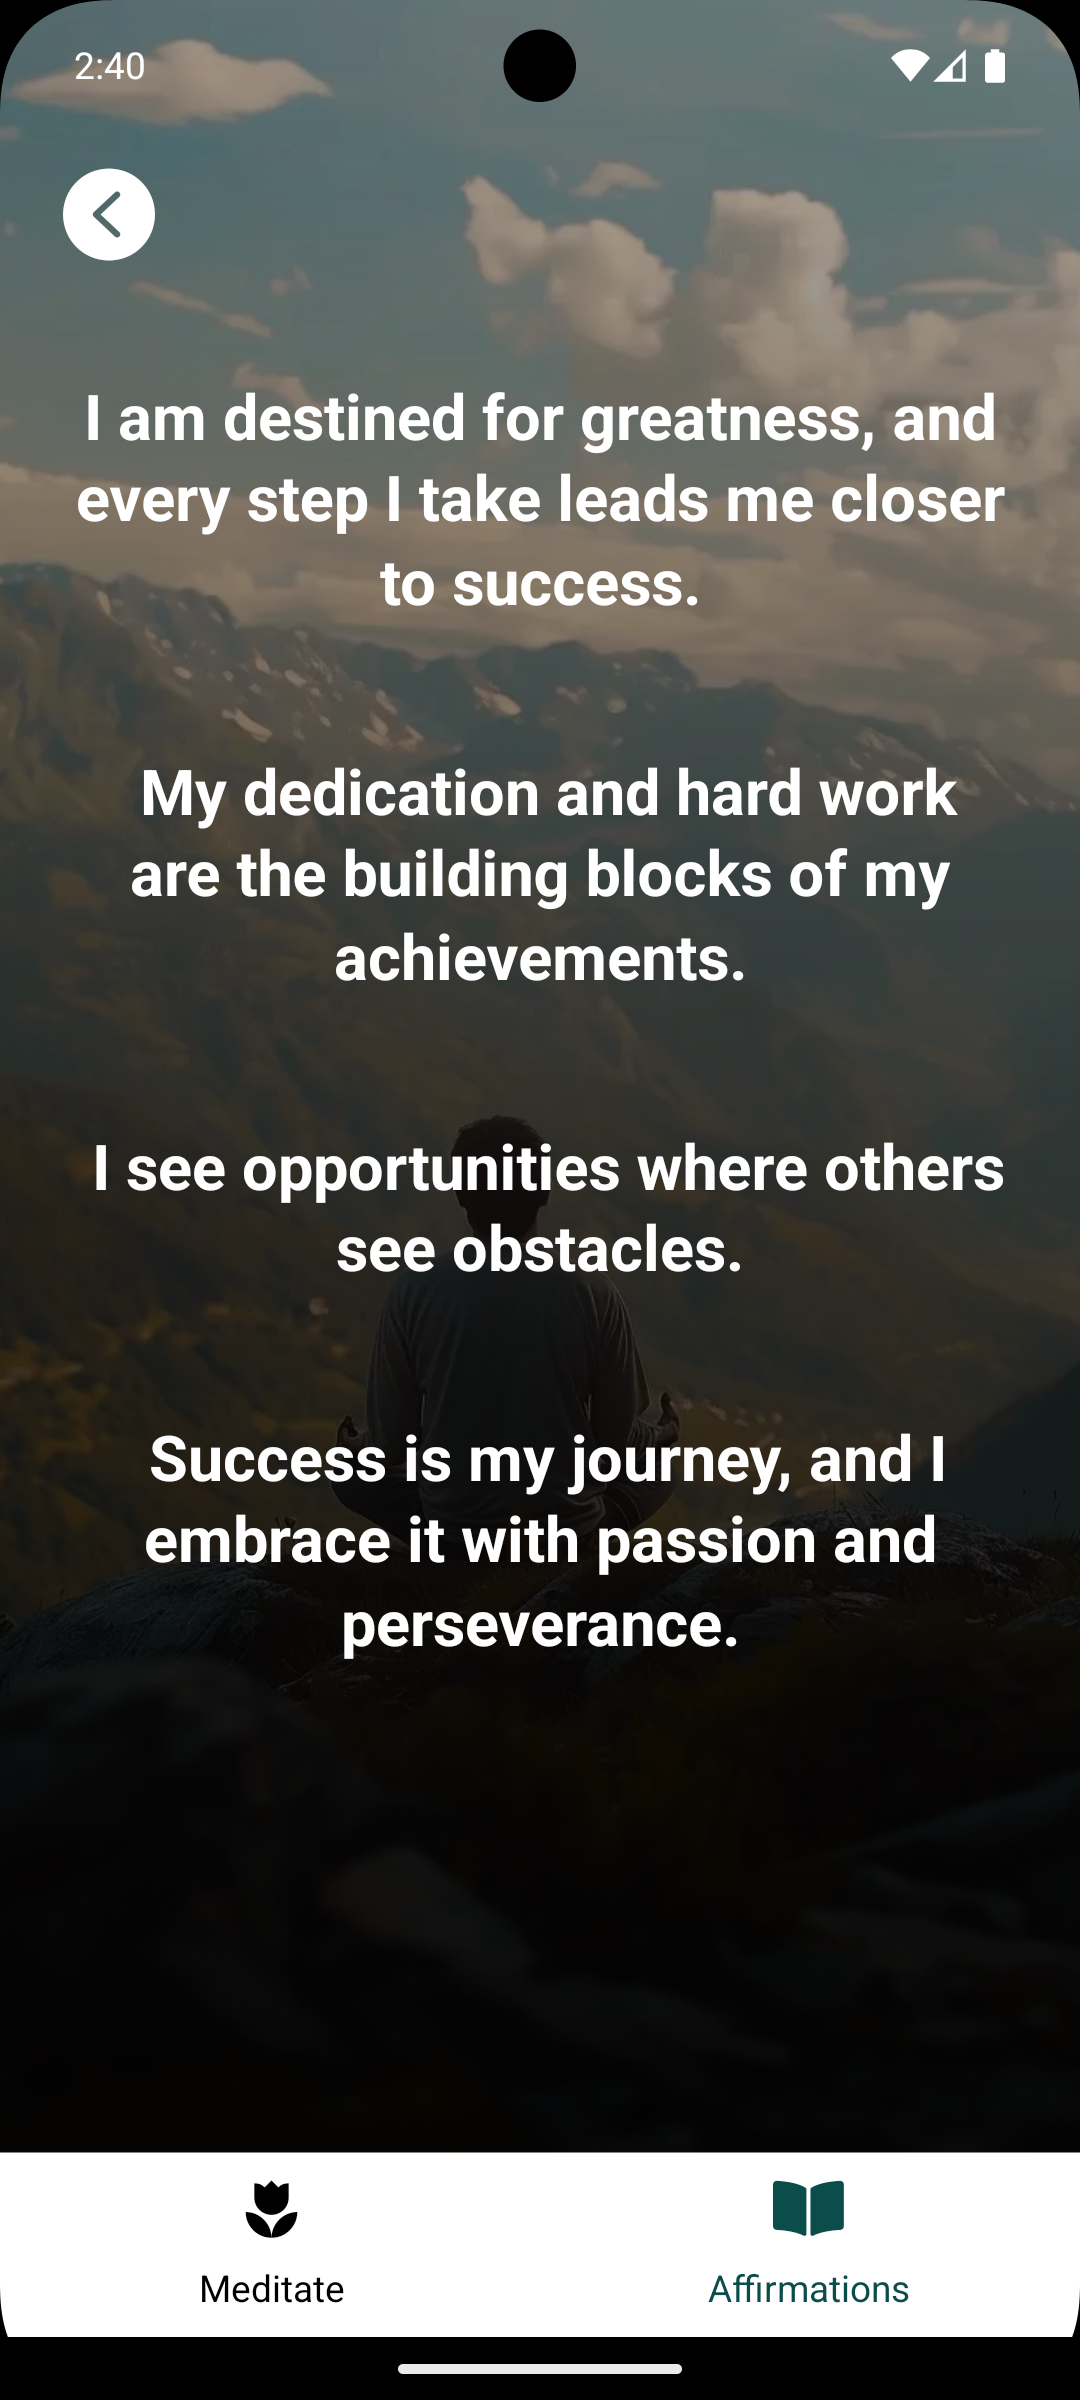 2:40
I am destined for greatness, and
every step I take leads me closer
to success.
My dedication and hard work
are the building blocks of my
achievements.
I see opportunities where others
see obstacles.
Success is my journey, and I
embrace it with passion and
perseverance.
Meditate
Affirmations